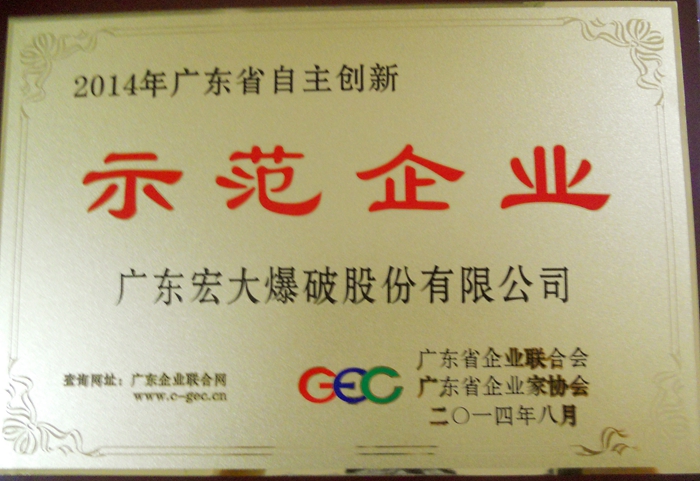 2014年广东省自主创新
示范企业
广东宏大爆破股份有限公司
查询网址：广东企业联合网
www.c-gec.cn
GEC
广东省企业联合会
广东省企业家协会
二〇一四年八月